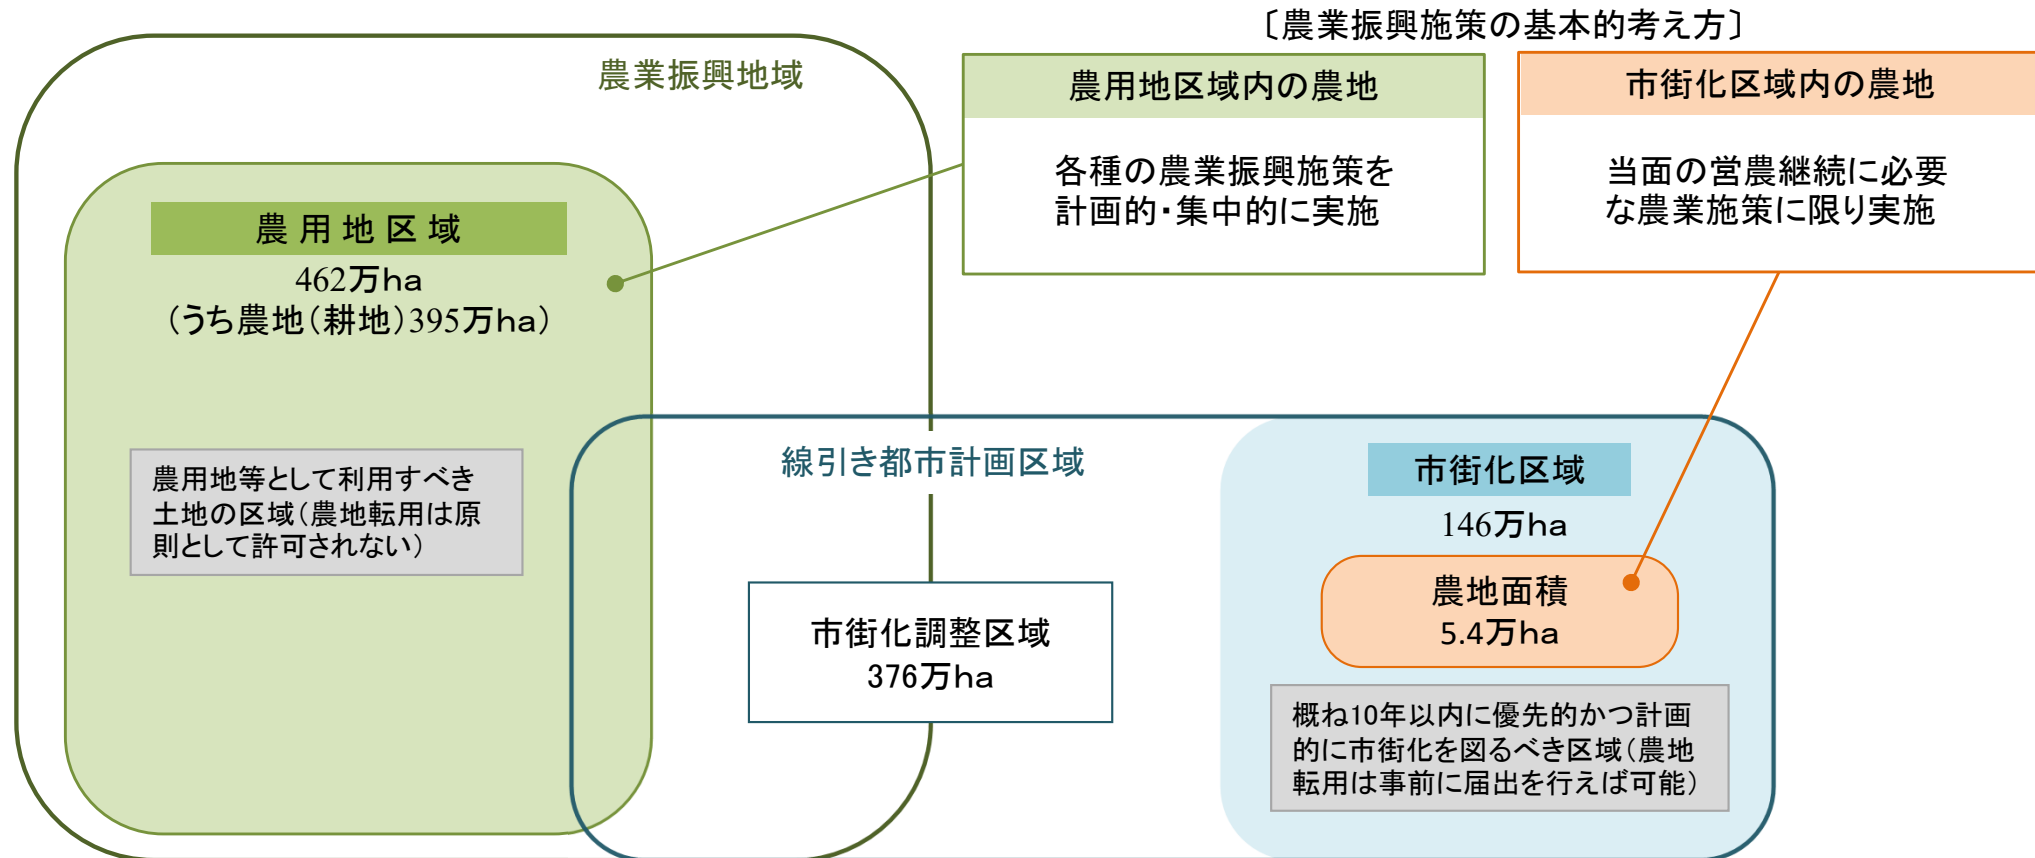 〔農業振興施策の基本的考え方〕
農業振興地域
農用地区域内の農地
各種の農業振興施策を
計画的・集中的に実施
市街化区域内の農地
当面の営農継続に必要
な農業施策に限り実施
農用地区域
462万ha
（うち農地（耕地）395万ha）
農用地等として利用すべき
土地の区域（農地転用は原
則として許可されない）
線引き都市計画区域
市街化調整区域
376万ha
市街化区域
146万ha
農地面積
5.4万ha
概ね10年以内に優先的かつ計画
的に市街化を図るべき区域（農地
転用は事前に届出を行えば可能）